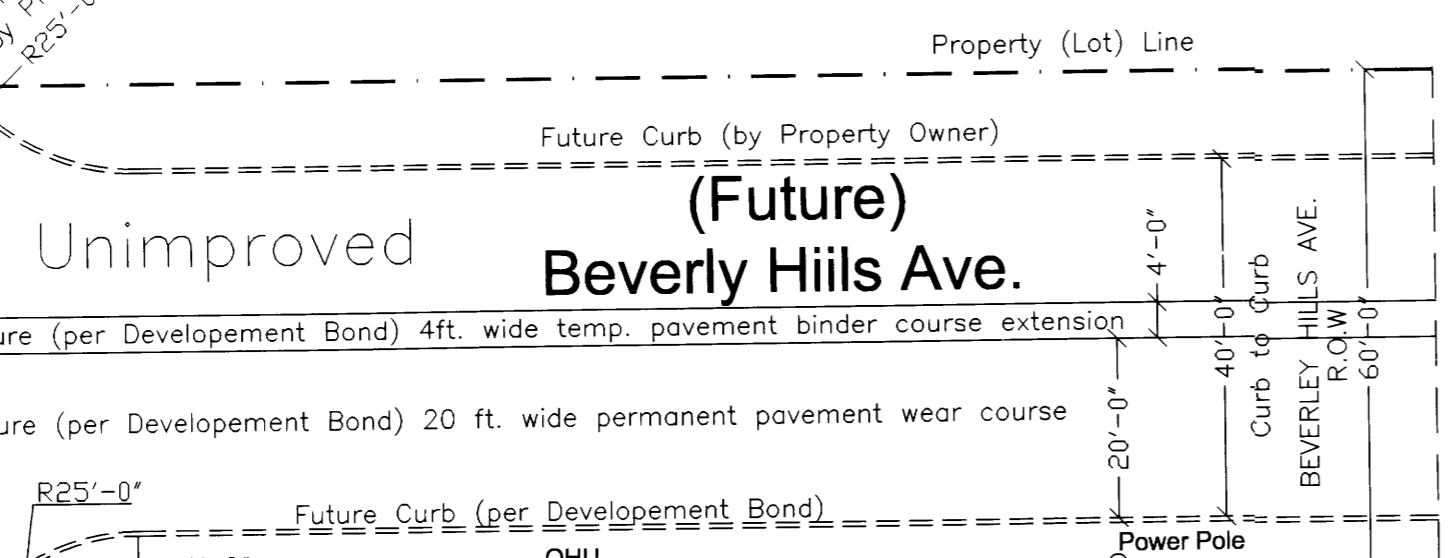 R25'-0"
Property (Lot) Line
Future Curb (by Property Owner)
(Future)
Beverly Hiils Ave.
Unimproved
4'-0"
(per Developement Bond) 4ft. wide temp. pavement binder course extension
40'-0"
Curb to Curb
BEVERLEY HILLS AVE.
R.O.W
60'-0"
(per Developement Bond) 20 ft. wide permanent pavement wear course
20'-0"
R25'-0"
Future Curb (per Developement Bond)
OHU
Power Pole